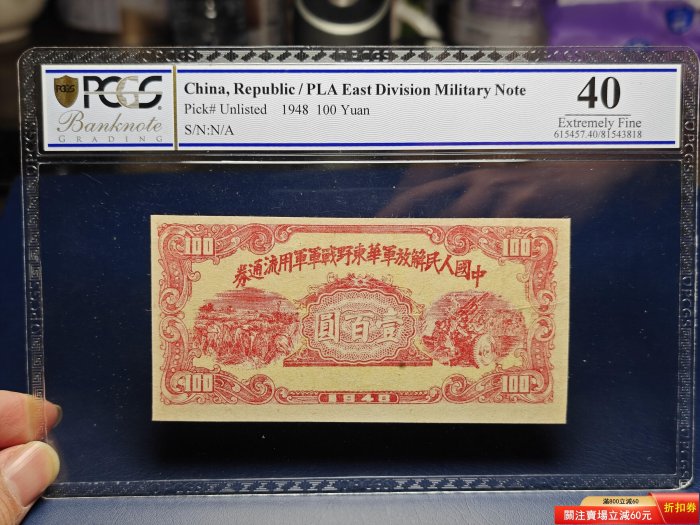 PCGS
Banknote
GRADING
China, Republic / PLA East Division Military Note
Pick# Unlisted 1948 100 Yuan
S/N:N/A
40
Extremely Fine
615457.40/81543818
100 100
中國人民解放軍華東野戰軍軍用流通券
壹百圓
100 100
1948
滿800立減60
關注賣場立減60元
折扣券